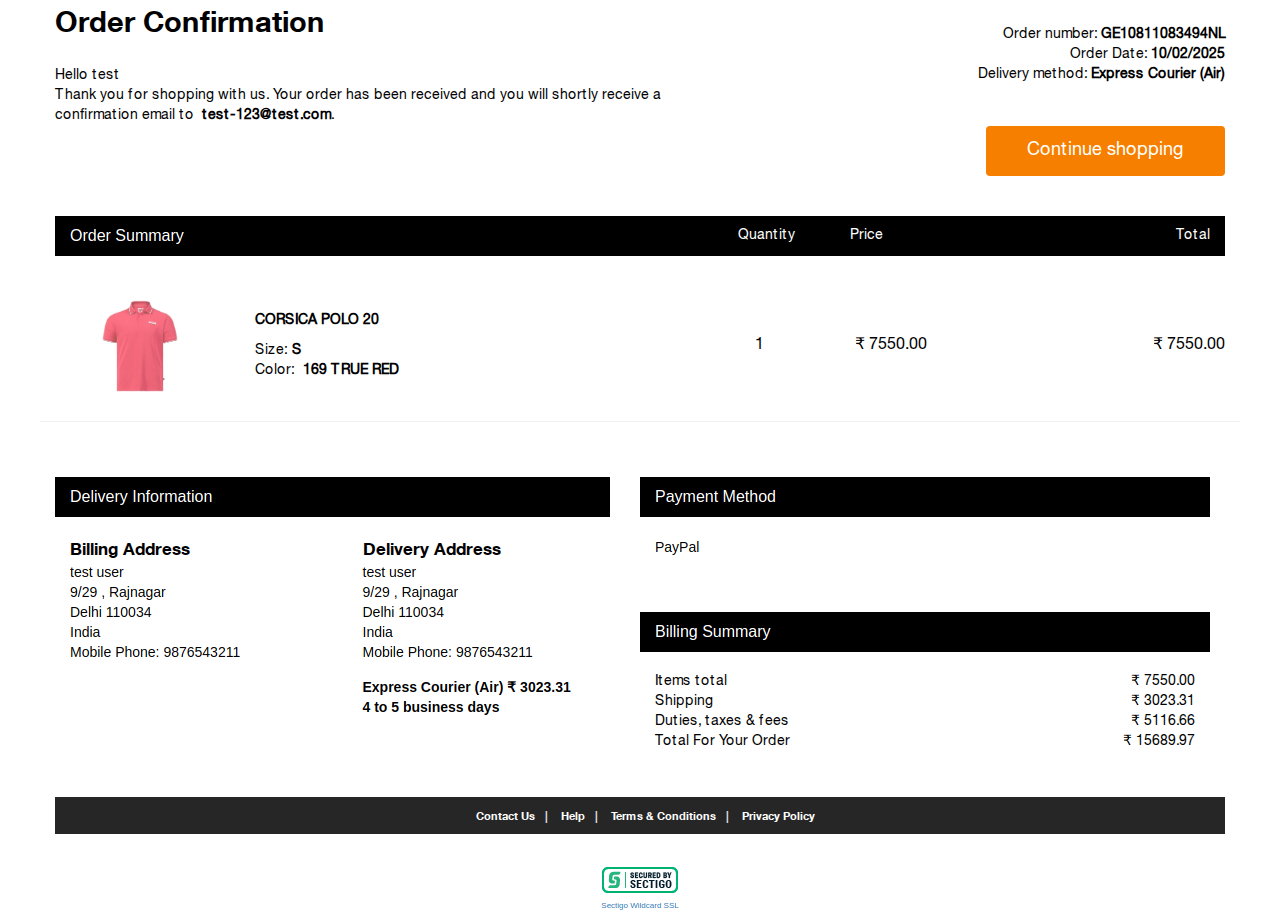 Order Confirmation
Order number: GE10811083494NL
Order Date: 10/02/2025
Delivery method: Express Courier (Air)
Hello test
Thank you for shopping with us. Your order has been received and you will shortly receive a
confirmation email to test-123@test.com.
Continue shopping
Order Summary Quantity Price Total
CORSICA POLO 20
Size: S
Color: 169 TRUE RED
1 ₹ 7550.00 ₹ 7550.00
Delivery Information
Billing Address
test user
9/29 , Rajnagar
Delhi 110034
India
Mobile Phone: 9876543211
Delivery Address
test user
9/29 , Rajnagar
Delhi 110034
India
Mobile Phone: 9876543211
Express Courier (Air) ₹ 3023.31
4 to 5 business days
Payment Method
PayPal
Billing Summary
Items total ₹ 7550.00
Shipping ₹ 3023.31
Duties, taxes & fees ₹ 5116.66
Total For Your Order ₹ 15689.97
Contact Us | Help | Terms & Conditions | Privacy Policy
SECURED BY
SECTIGO
Sectigo Wildcard SSL